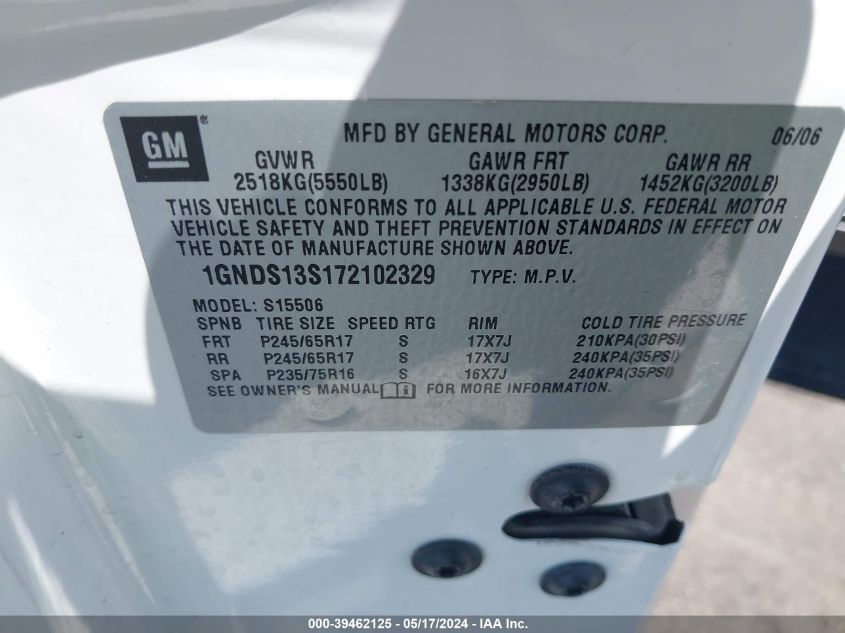 GM
MFD BY GENERAL MOTORS CORP. 06/06
GVWR GAWR FRT GAWR RR
2518KG(5550LB) 1338KG(2950LB) 1452KG(3200LB)
THIS VEHICLE CONFORMS TO ALL APPLICABLE U.S. FEDERAL MOTOR
VEHICLE SAFETY AND THEFT PREVENTION STANDARDS IN EFFECT ON
THE DATE OF MANUFACTURE SHOWN ABOVE.
1GNDS13S172102329 TYPE: M.P.V.
MODEL: S15506
SPNB TIRE SIZE SPEED RTG RIM COLD TIRE PRESSURE
FRT P245/65R17 S 17X7J 210KPA(30PSI)
RR P245/65R17 S 17X7J 240KPA(35PSI)
SPA P235/75R16 S 16X7J 240KPA(35PSI)
SEE OWNER'S MANUAL FOR MORE INFORMATION.
000-39462125 - 05/17/2024 - IAA Inc.